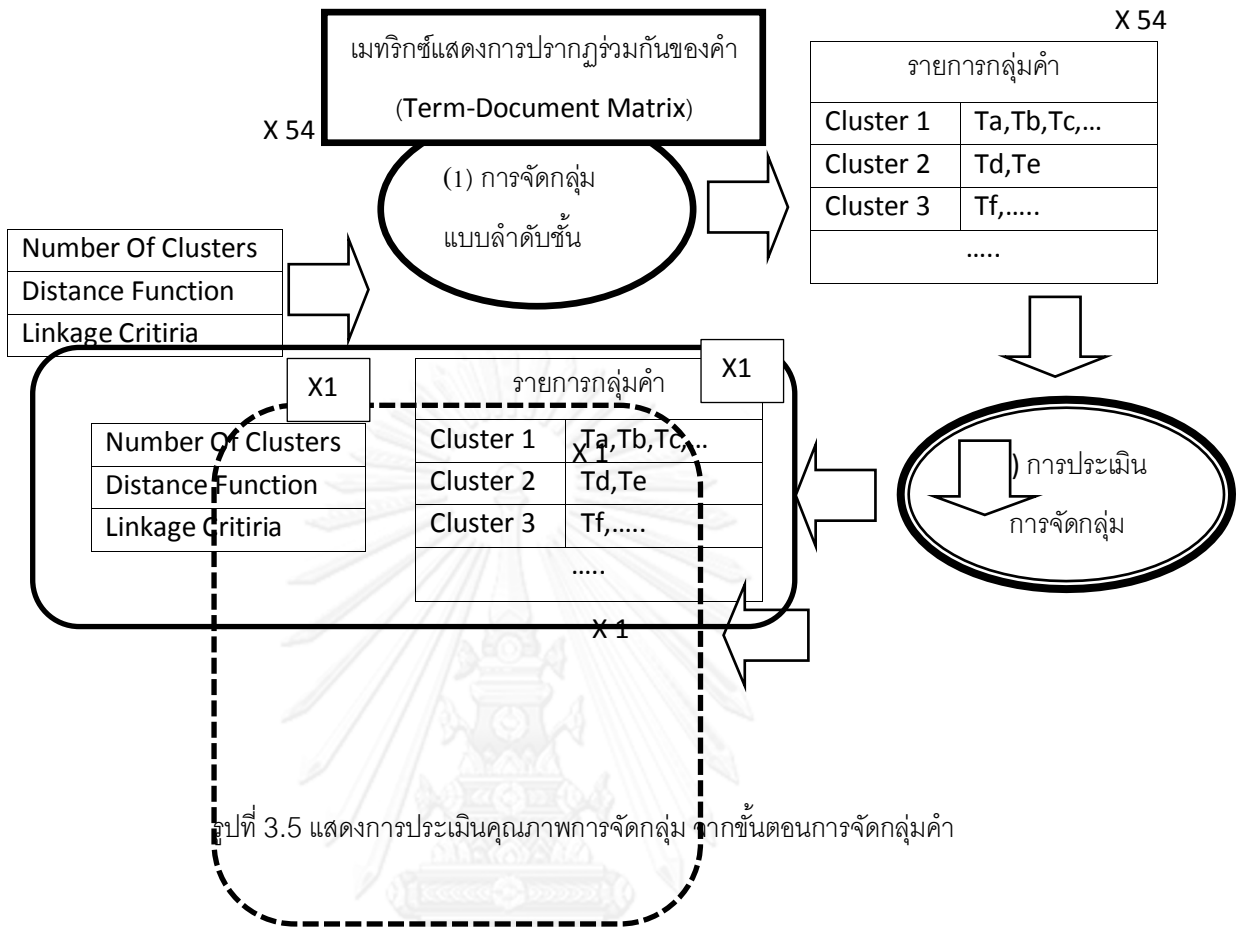 X 54
เมทริกซ์แสดงการปรากฏร่วมกันของคำ
(Term-Document Matrix)
X 54
รายการกลุ่มคำ
Cluster 1 Ta,Tb,Tc,...
Cluster 2 Td,Te
Cluster 3 Tf,.....
.....
(1) การจัดกลุ่ม
แบบลำดับชั้น
Number Of Clusters
Distance Function
Linkage Critiria
X1
X1
รายการกลุ่มคำ
Number Of Clusters
Distance Function
Linkage Critiria
Cluster 1 Ta,Tb,Tc,...
X 1
Cluster 2 Td,Te
Cluster 3 Tf,.....
.....
) การประเมิน
การจัดกลุ่ม
X 1
รูปที่ 3.5 แสดงการประเมินคุณภาพการจัดกลุ่ม จากขั้นตอนการจัดกลุ่มคำ